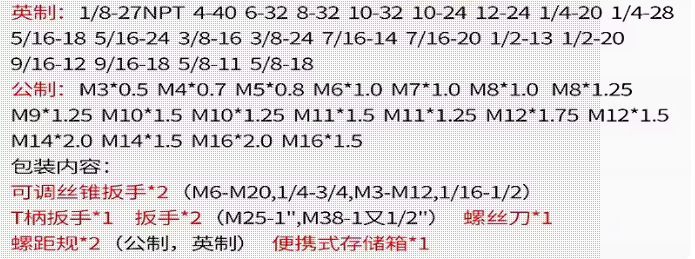 英制: 1/8-27NPT 4-40 6-32 8-32 10-32 10-24 12-24 1/4-20 1/4-28
5/16-18 5/16-24 3/8-16 3/8-24 7/16-14 7/16-20 1/2-13 1/2-20
9/16-12 9/16-18 5/8-11 5/8-18
公制: M3*0.5 M4*0.7 M5*0.8 M6*1.0 M7*1.0 M8*1.0 M8*1.25
M9*1.25 M10*1.5 M10*1.25 M11*1.5 M11*1.25 M12*1.75 M12*1.5
M14*2.0 M14*1.5 M16*2.0 M16*1.5
包装内容:
可调丝锥扳手*2（M6-M20,1/4-3/4,M3-M12,1/16-1/2）
T柄扳手*1 扳手*2（M25-1",M38-1又1/2"） 螺丝刀*1
螺距规*2（公制，英制） 便携式存储箱*1